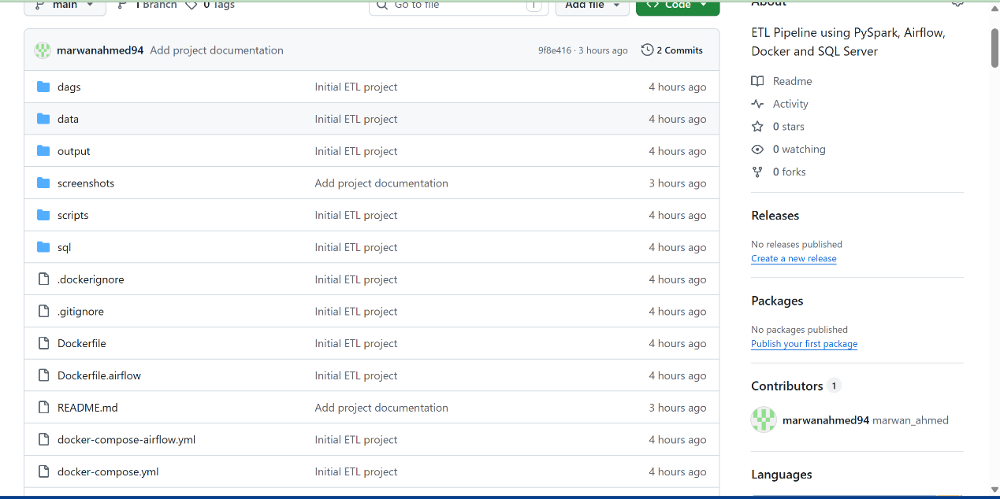 main 1 Branch 0 Tags Go to file Add file Code
About
ETL Pipeline using PySpark, Airflow,
Docker and SQL Server
Readme
Activity
0 stars
0 watching
0 forks
Releases
No releases published
Create a new release
Packages
No packages published
Publish your first package
Contributors 1
marwanahmed94 marwan_ahmed
Languages
marwanahmed94 Add project documentation 9f8e416 · 3 hours ago 2 Commits
dags Initial ETL project 4 hours ago
data Initial ETL project 4 hours ago
output Initial ETL project 4 hours ago
screenshots Add project documentation 3 hours ago
scripts Initial ETL project 4 hours ago
sql Initial ETL project 4 hours ago
.dockerignore Initial ETL project 4 hours ago
.gitignore Initial ETL project 4 hours ago
Dockerfile Initial ETL project 4 hours ago
Dockerfile.airflow Initial ETL project 4 hours ago
README.md Add project documentation 3 hours ago
docker-compose-airflow.yml Initial ETL project 4 hours ago
docker-compose.yml Initial ETL project 4 hours ago